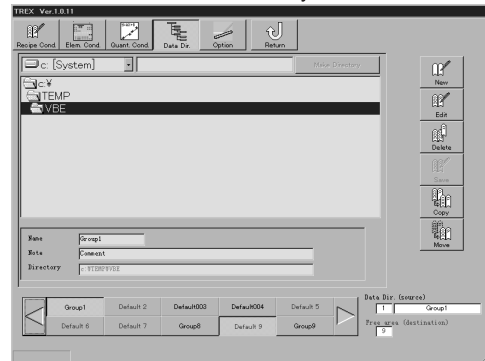 TREX Ver.1.0.11
Recipe Cond. Elem. Cond. Quant. Cond. Data Dir. Option Return
c: [System] Make Directory
c:¥
TEMP
VBE
New
Edit
Delete
Save
Copy
Move
Name Group1
Note Comment
Directory c:¥TEMP¥VBE
Group1 Default 2 Default003 Default004 Default 5
Default 6 Default 7 Group8 Default 9 Group9
Data Dir. (source)
1 Group1
Free area (destination)
9